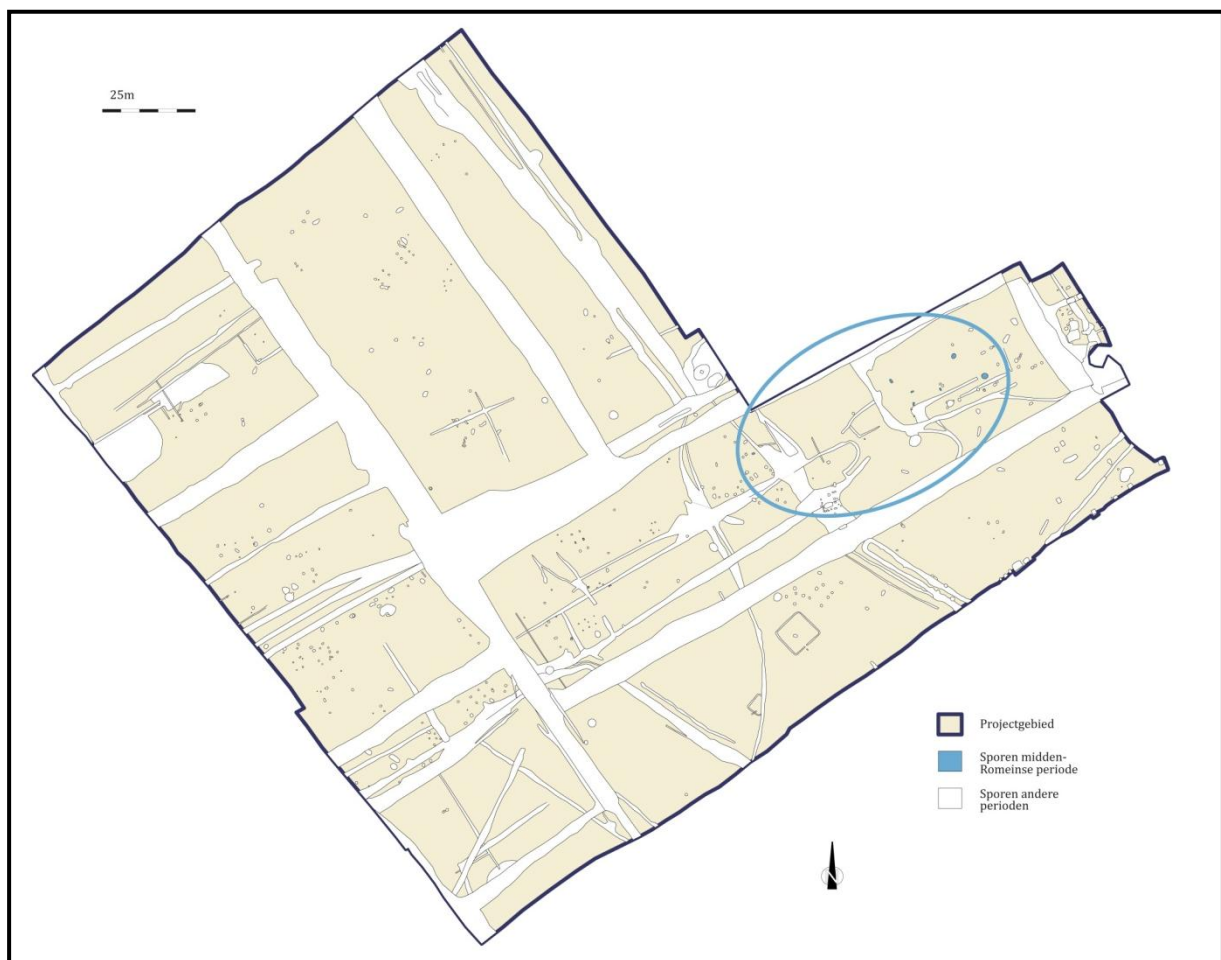 25m
Projectgebied
Sporen midden-
Romeinse periode
Sporen andere
perioden
N